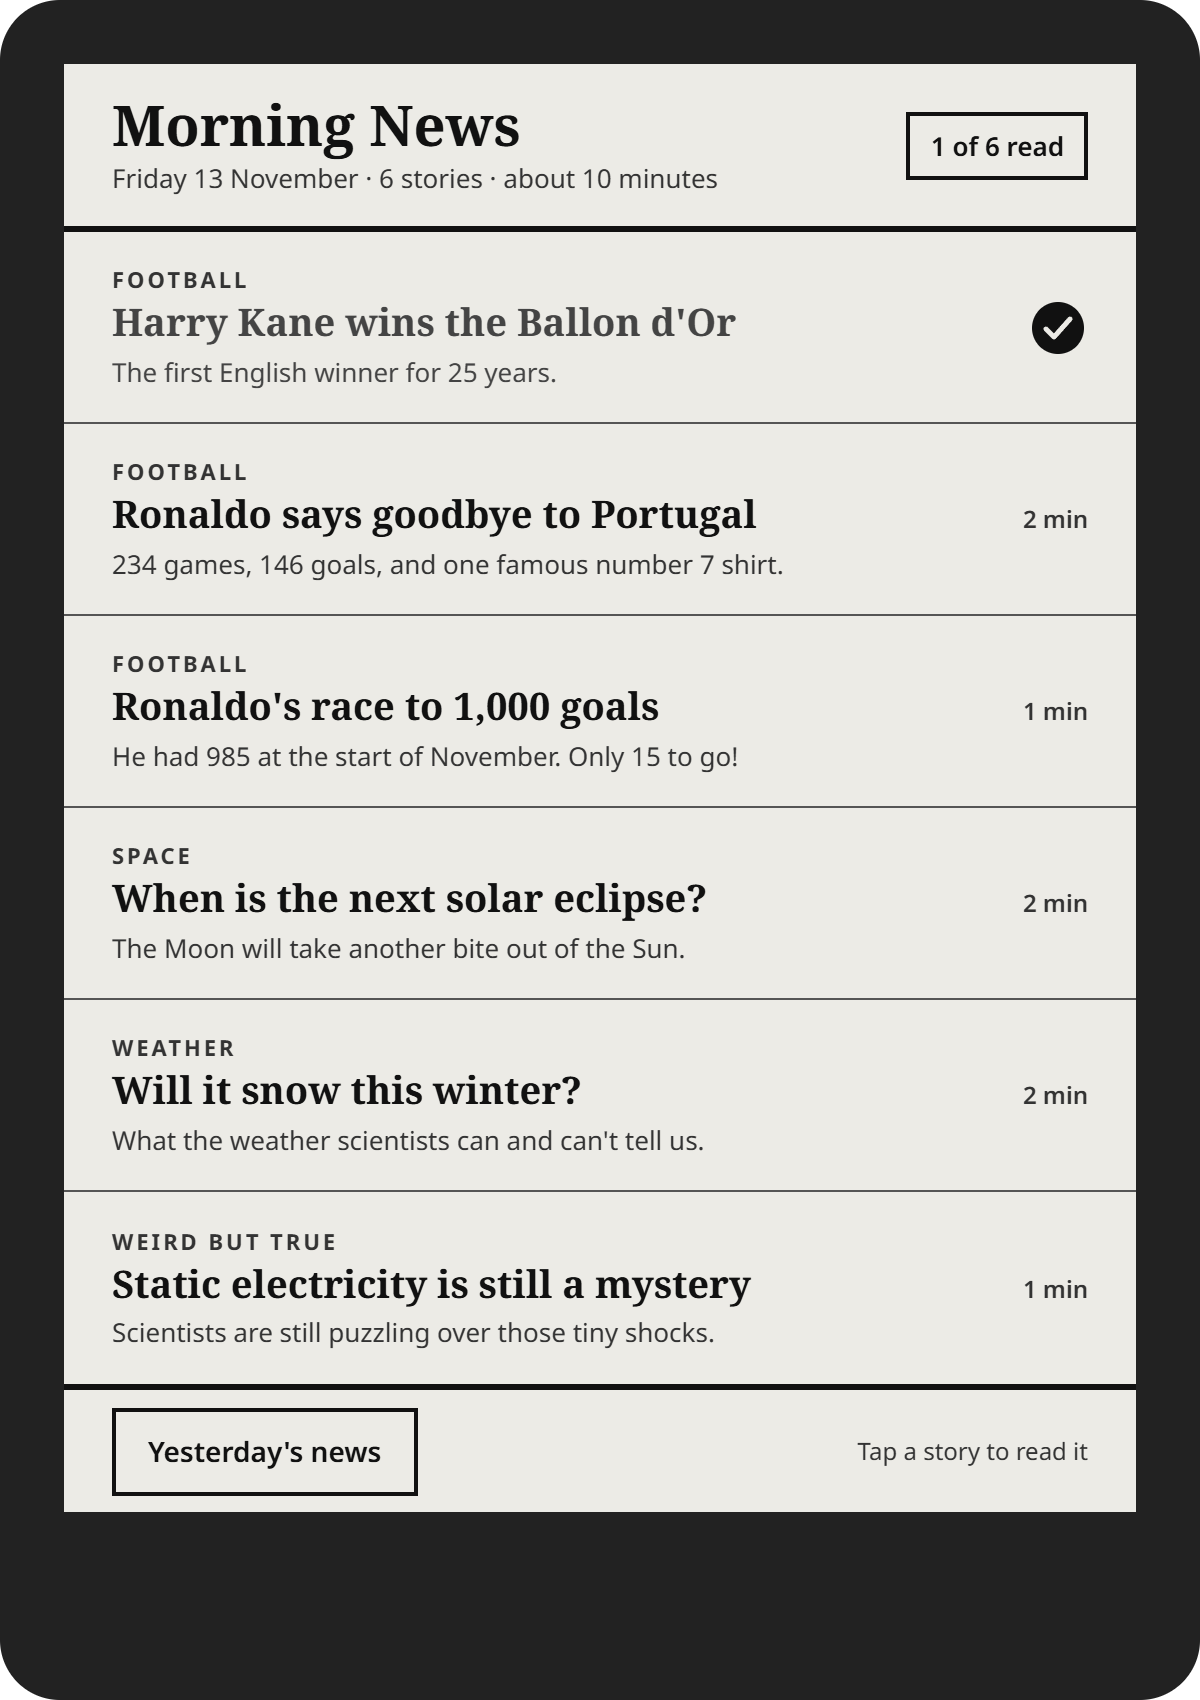 Morning News
Friday 13 November · 6 stories · about 10 minutes
1 of 6 read
FOOTBALL
Harry Kane wins the Ballon d'Or
The first English winner for 25 years.
FOOTBALL
Ronaldo says goodbye to Portugal
2 min
234 games, 146 goals, and one famous number 7 shirt.
FOOTBALL
Ronaldo's race to 1,000 goals
1 min
He had 985 at the start of November. Only 15 to go!
SPACE
When is the next solar eclipse?
2 min
The Moon will take another bite out of the Sun.
WEATHER
Will it snow this winter?
2 min
What the weather scientists can and can't tell us.
WEIRD BUT TRUE
Static electricity is still a mystery
1 min
Scientists are still puzzling over those tiny shocks.
Yesterday's news
Tap a story to read it